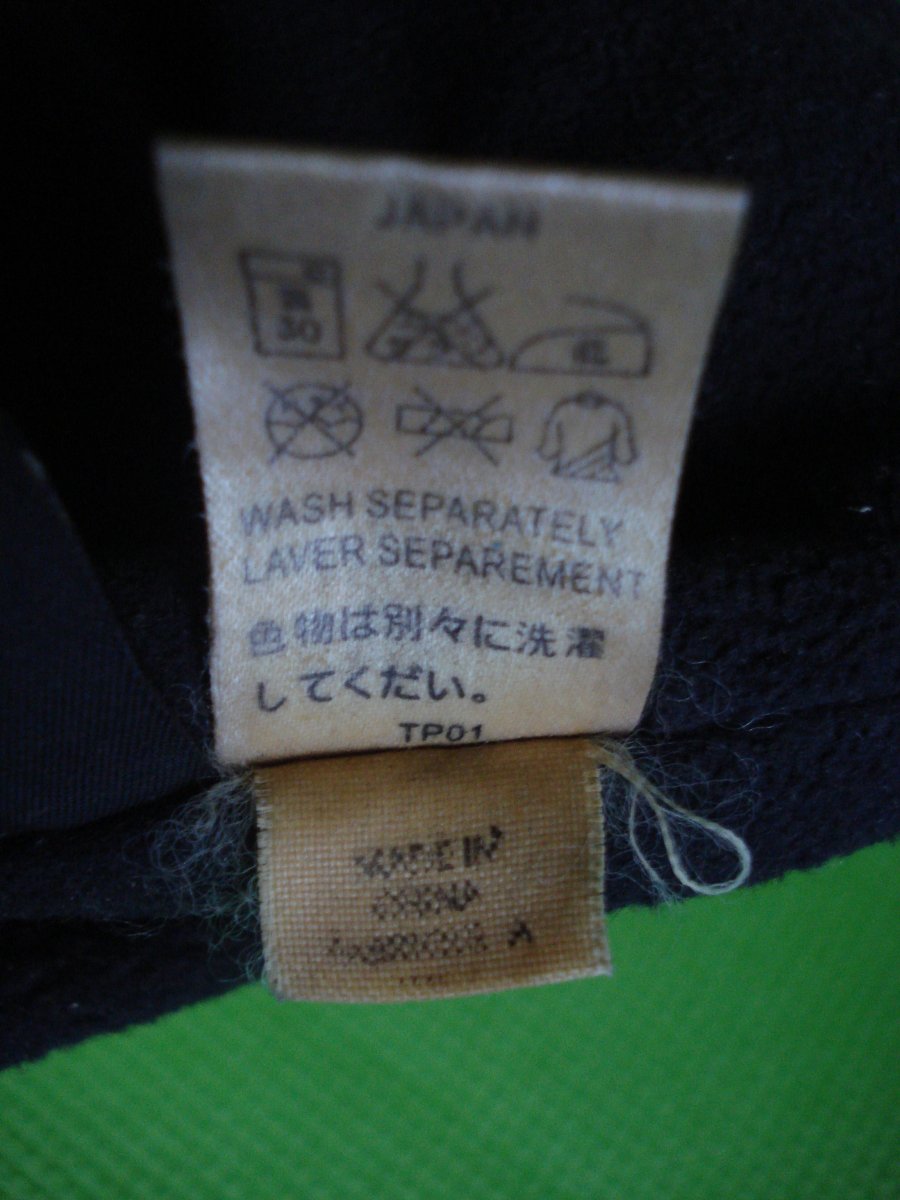 JAPAN
30
WASH SEPARATELY
LAVER SEPAREMENT
色物は別々に洗濯
してください。
TP01
MADE IN
CHINA
A